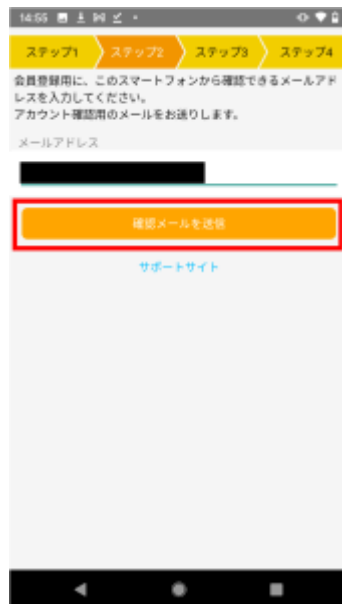 14:55
ステップ1 ステップ2 ステップ3 ステップ4
会員登録用に、このスマートフォンから確認できるメールアド
レスを入力してください。
アカウント確認用のメールをお送りします。
メールアドレス
確認メールを送信
サポートサイト